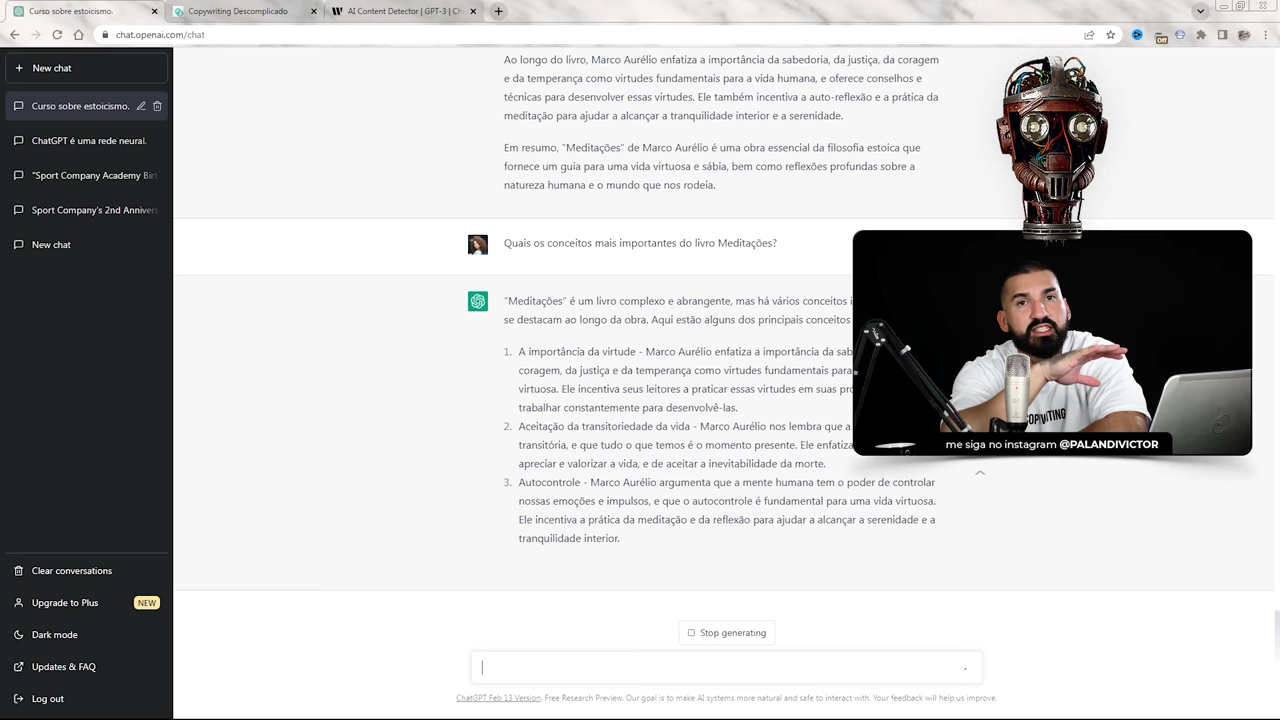 Curso sobre estoicismo.
Copywriting Descomplicado
AI Content Detector | GPT-3 | Ch
chat.openai.com/chat
Off
New chat
Curso sobre estoicismo.
ChatGPT é uma rede neural.
"Sport Company Academy Birt
Sport Company's 2nd Annivers
New chat
Clear conversations
Upgrade to Plus NEW
Dark mode
Updates & FAQ
Log out
Ao longo do livro, Marco Aurélio enfatiza a importância da sabedoria, da justiça, da coragem
e da temperança como virtudes fundamentais para a vida humana, e oferece conselhos e
técnicas para desenvolver essas virtudes. Ele também incentiva a auto-reflexão e a prática da
meditação para ajudar a alcançar a tranquilidade interior e a serenidade.
Em resumo, "Meditações" de Marco Aurélio é uma obra essencial da filosofia estoica que
fornece um guia para uma vida virtuosa e sábia, bem como reflexões profundas sobre a
natureza humana e o mundo que nos rodeia.
Quais os conceitos mais importantes do livro Meditações?
"Meditações" é um livro complexo e abrangente, mas há vários conceitos i
se destacam ao longo da obra. Aqui estão alguns dos principais conceitos
1. A importância da virtude - Marco Aurélio enfatiza a importância da sab
coragem, da justiça e da temperança como virtudes fundamentais para
virtuosa. Ele incentiva seus leitores a praticar essas virtudes em suas pró
trabalhar constantemente para desenvolvê-las.
2. Aceitação da transitoriedade da vida - Marco Aurélio nos lembra que a
transitória, e que tudo o que temos é o momento presente. Ele enfatiza
apreciar e valorizar a vida, e de aceitar a inevitabilidade da morte.
3. Autocontrole - Marco Aurélio argumenta que a mente humana tem o poder de controlar
nossas emoções e impulsos, e que o autocontrole é fundamental para uma vida virtuosa.
Ele incentiva a prática da meditação e da reflexão para ajudar a alcançar a serenidade e a
tranquilidade interior.
me siga no instagram @PALANDIVICTOR
Stop generating
ChatGPT Feb 13 Version. Free Research Preview. Our goal is to make AI systems more natural and safe to interact with. Your feedback will help us improve.